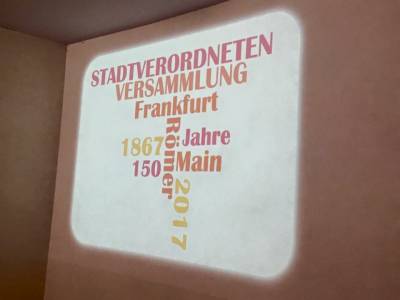 STADTVERORDNETEN
VERSAMMLUNG
Frankfurt
Römer
1867
Jahre
150
Main
2017